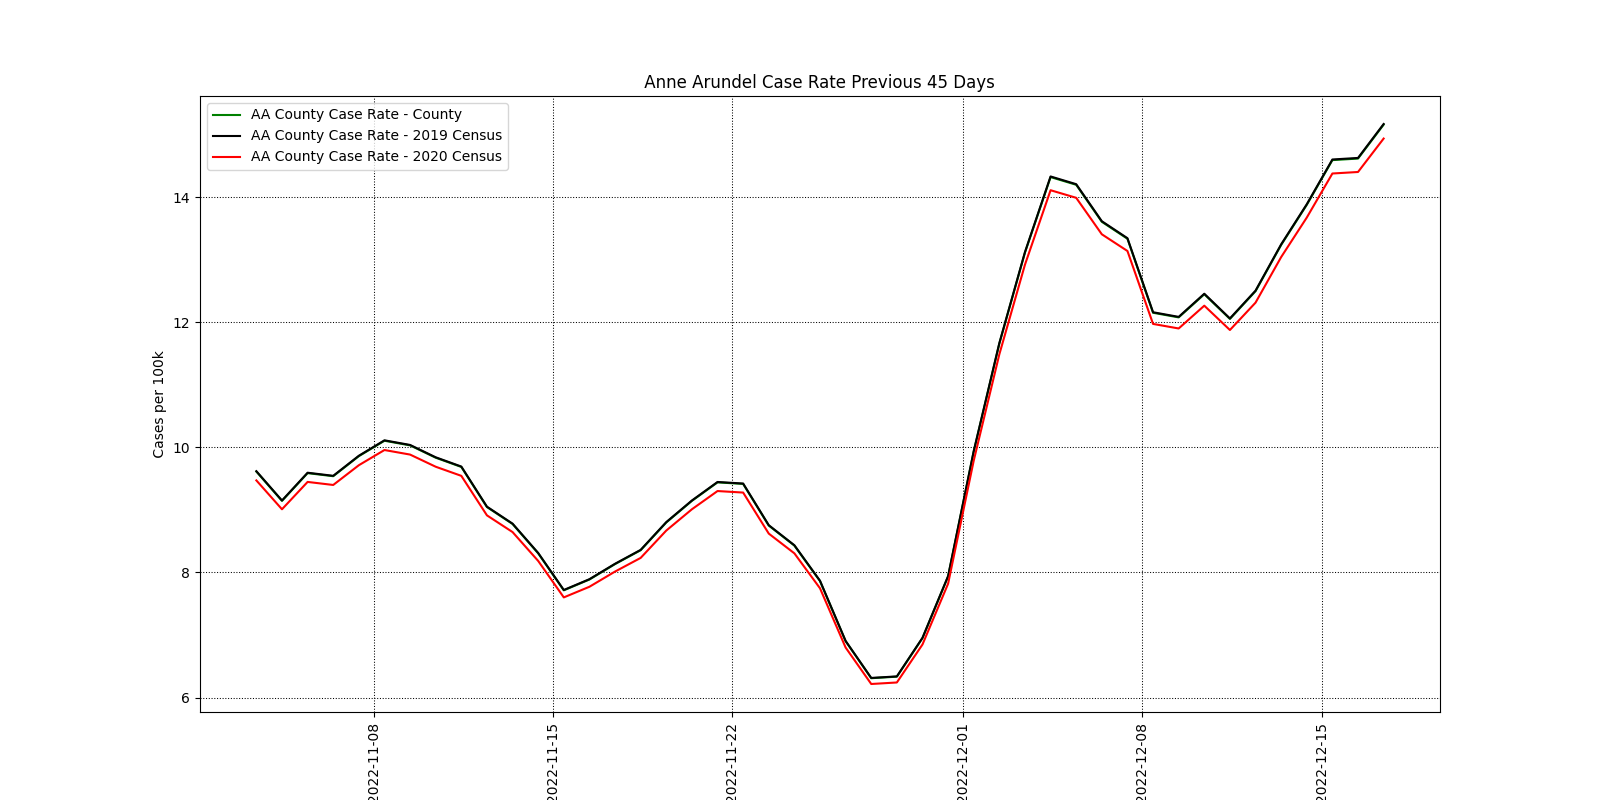 Anne Arundel Case Rate Previous 45 Days
AA County Case Rate - County
AA County Case Rate - 2019 Census
AA County Case Rate - 2020 Census
Cases per 100k
14
12
10
8
6
2022-11-08
2022-11-15
2022-11-22
2022-12-01
2022-12-08
2022-12-15